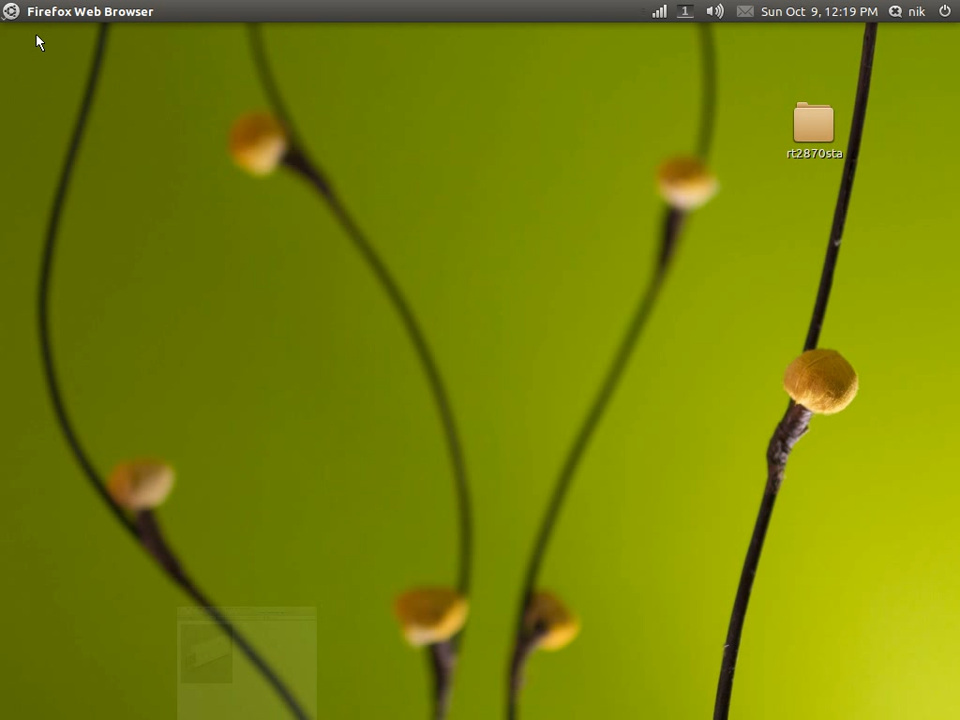 Firefox Web Browser
1
Sun Oct 9, 12:19 PM
nik
rt2870sta